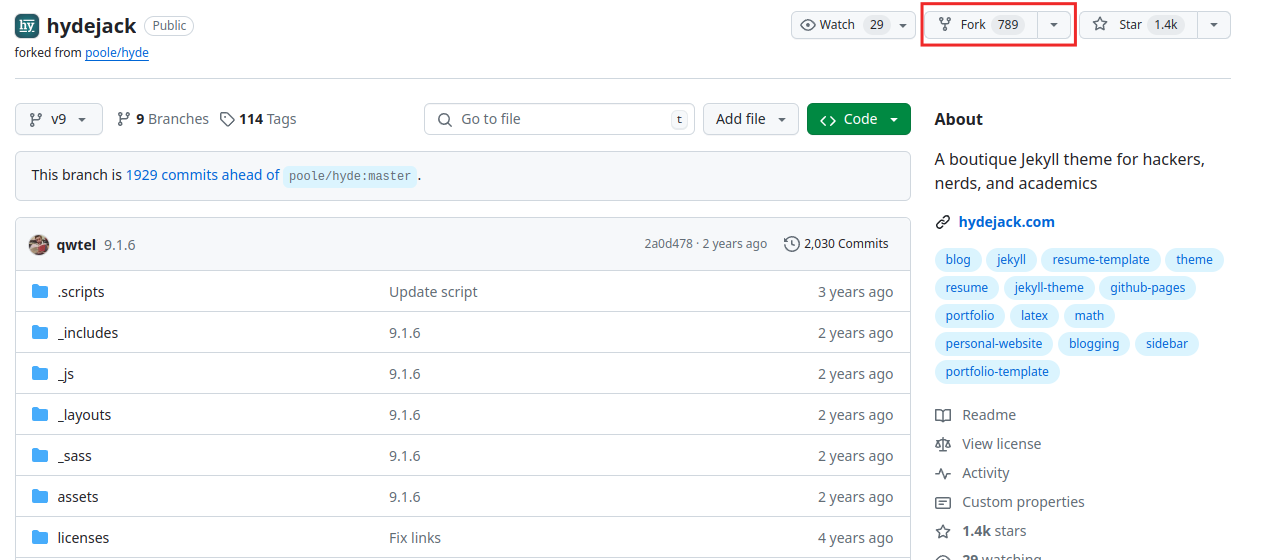 hy hydejack Public Watch 29 Fork 789 Star 1.4k
forked from poole/hyde
v9 9 Branches 114 Tags Go to file t Add file Code
This branch is 1929 commits ahead of poole/hyde:master .
qwtel 9.1.6 2a0d478 · 2 years ago 2,030 Commits
.scripts Update script 3 years ago
_includes 9.1.6 2 years ago
_js 9.1.6 2 years ago
_layouts 9.1.6 2 years ago
_sass 9.1.6 2 years ago
assets 9.1.6 2 years ago
licenses Fix links 4 years ago
About
A boutique Jekyll theme for hackers,
nerds, and academics
hydejack.com
blog jekyll resume-template theme
resume jekyll-theme github-pages
portfolio latex math
personal-website blogging sidebar
portfolio-template
Readme
View license
Activity
Custom properties
1.4k stars
29 watching